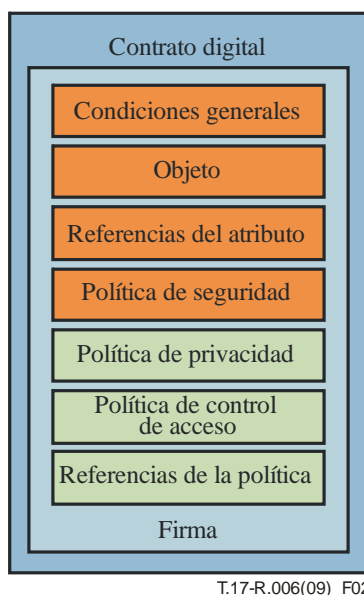 Contrato digital
Condiciones generales
Objeto
Referencias del atributo
Política de seguridad
Política de privacidad
Política de control
de acceso
Referencias de la política
Firma
T.17-R.006(09)_F02